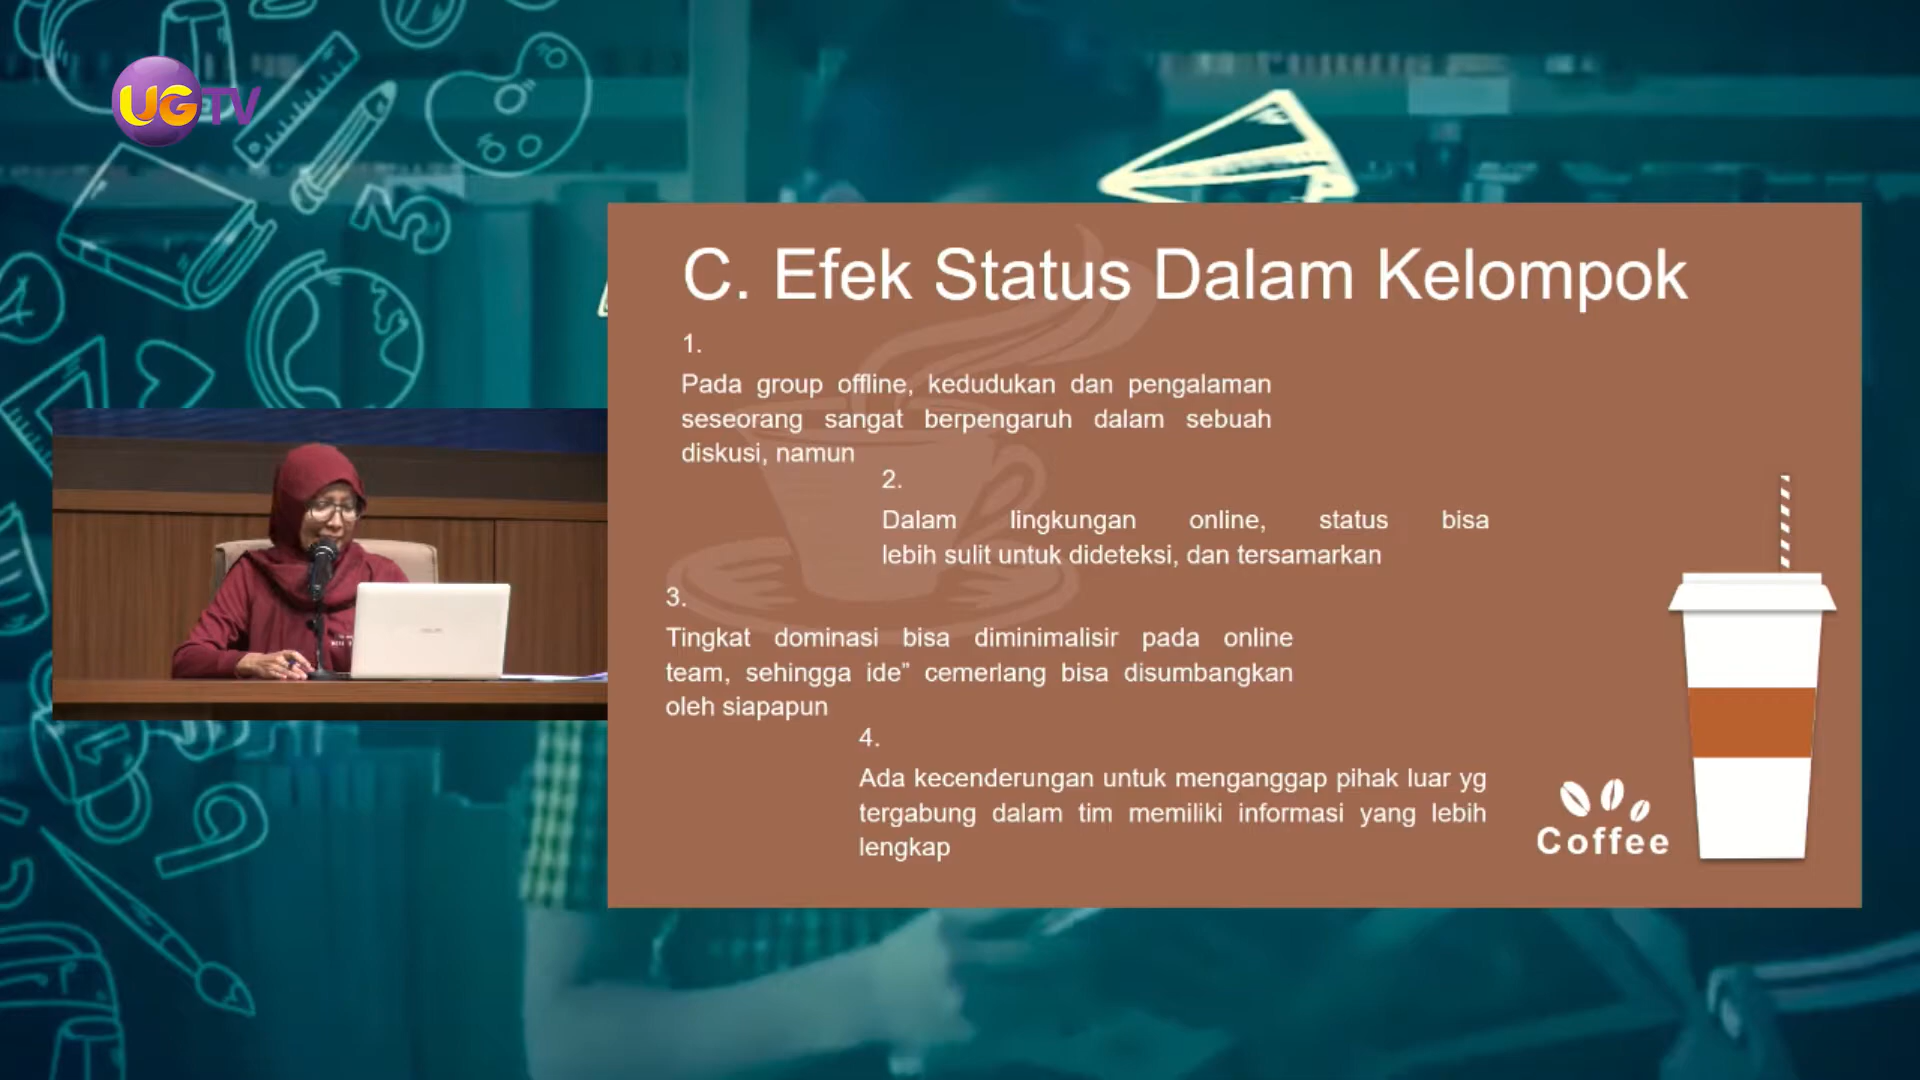 UGTV
C. Efek Status Dalam Kelompok
1.
Pada group offline, kedudukan dan pengalaman
seseorang sangat berpengaruh dalam sebuah
diskusi, namun
2.
Dalam lingkungan online, status bisa
lebih sulit untuk dideteksi, dan tersamarkan
3.
Tingkat dominasi bisa diminimalisir pada online
team, sehingga ide” cemerlang bisa disumbangkan
oleh siapapun
4.
Ada kecenderungan untuk menganggap pihak luar yg
tergabung dalam tim memiliki informasi yang lebih
lengkap
Coffee